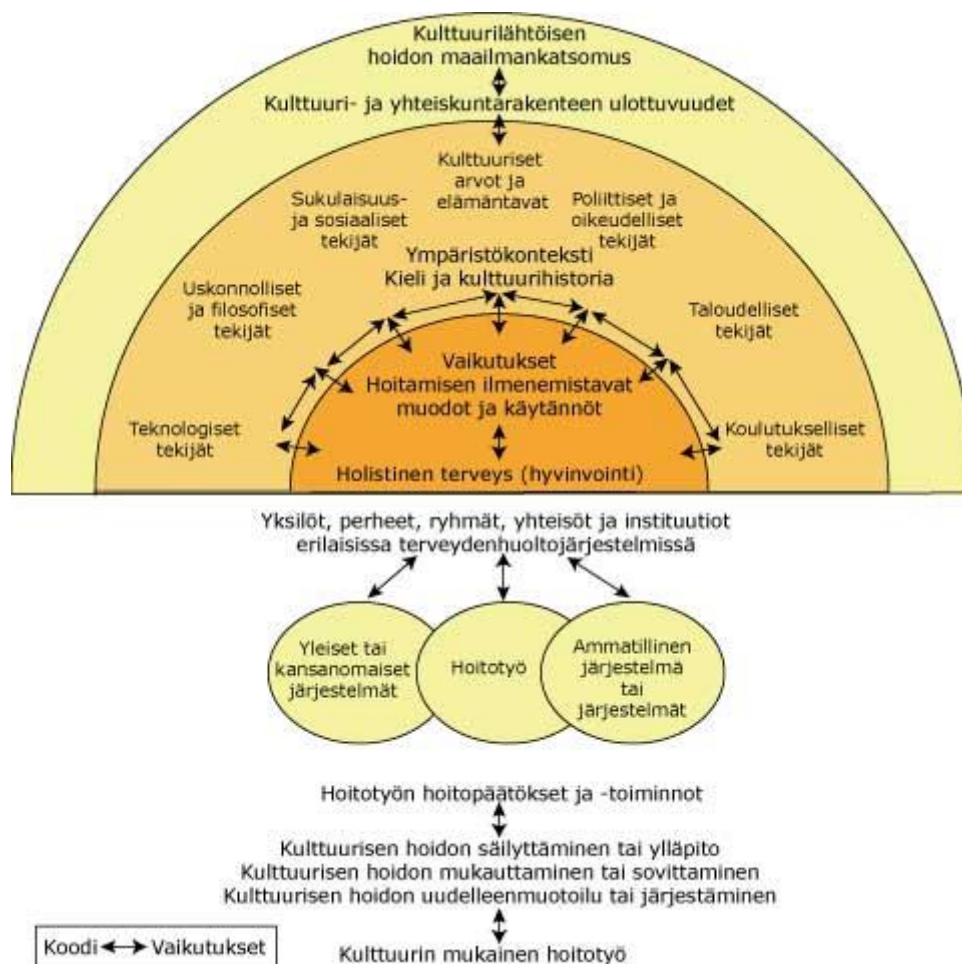 Kulttuurilähtöisen
hoidon maailmankatsomus
Kulttuuri- ja yhteiskuntarakenteen ulottuvuudet
Kulttuuriset
arvot ja
elämäntavat
Sukulaisuus-
ja sosiaaliset
tekijät
Poliittiset ja
oikeudelliset
tekijät
Ympäristökonteksti
Kieli ja kulttuurihistoria
Uskonnolliset
ja filosofiset
tekijät
Taloudelliset
tekijät
Vaikutukset
Hoitamisen ilmenemistavat
muodot ja käytännöt
Teknologiset
tekijät
Koulutukselliset
tekijät
Holistinen terveys (hyvinvointi)
Yksilöt, perheet, ryhmät, yhteisöt ja instituutiot
erilaisissa terveydenhuoltojärjestelmissä
Yleiset tai
kansanomaiset
järjestelmät
Hoitotyö
Ammatillinen
järjestelmä
tai
järjestelmät
Hoitotyön hoitopäätökset ja -toiminnot
Kulttuurisen hoidon säilyttäminen tai ylläpito
Kulttuurisen hoidon mukauttaminen tai sovittaminen
Kulttuurisen hoidon uudelleenmuotoilu tai järjestäminen
Kulttuurin mukainen hoitotyö
Koodi ↔ Vaikutukset